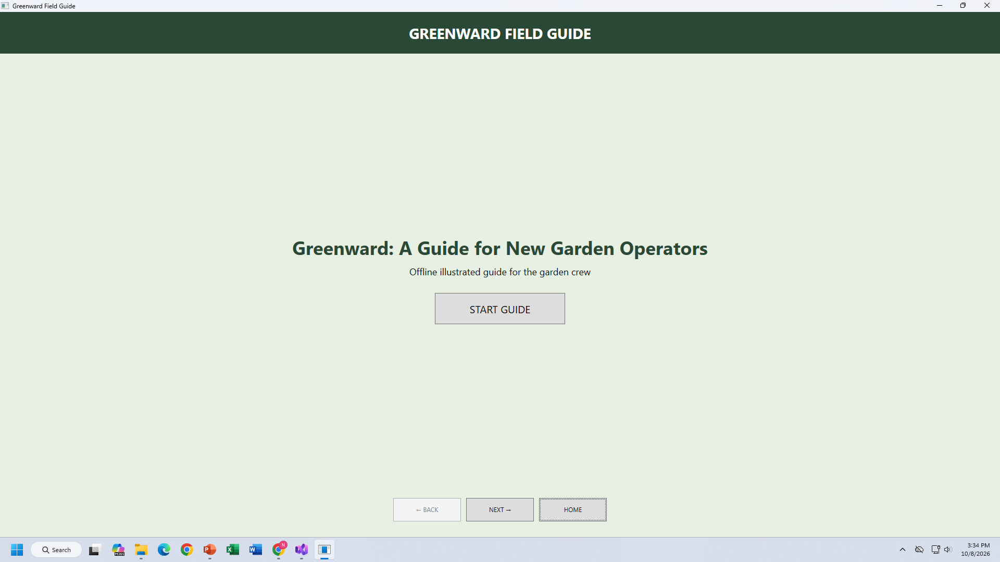 Greenward Field Guide
GREENWARD FIELD GUIDE
Greenward: A Guide for New Garden Operators
Offline illustrated guide for the garden crew
START GUIDE
← BACK
NEXT →
HOME
Search
M365
N
3:34 PM
10/8/2026